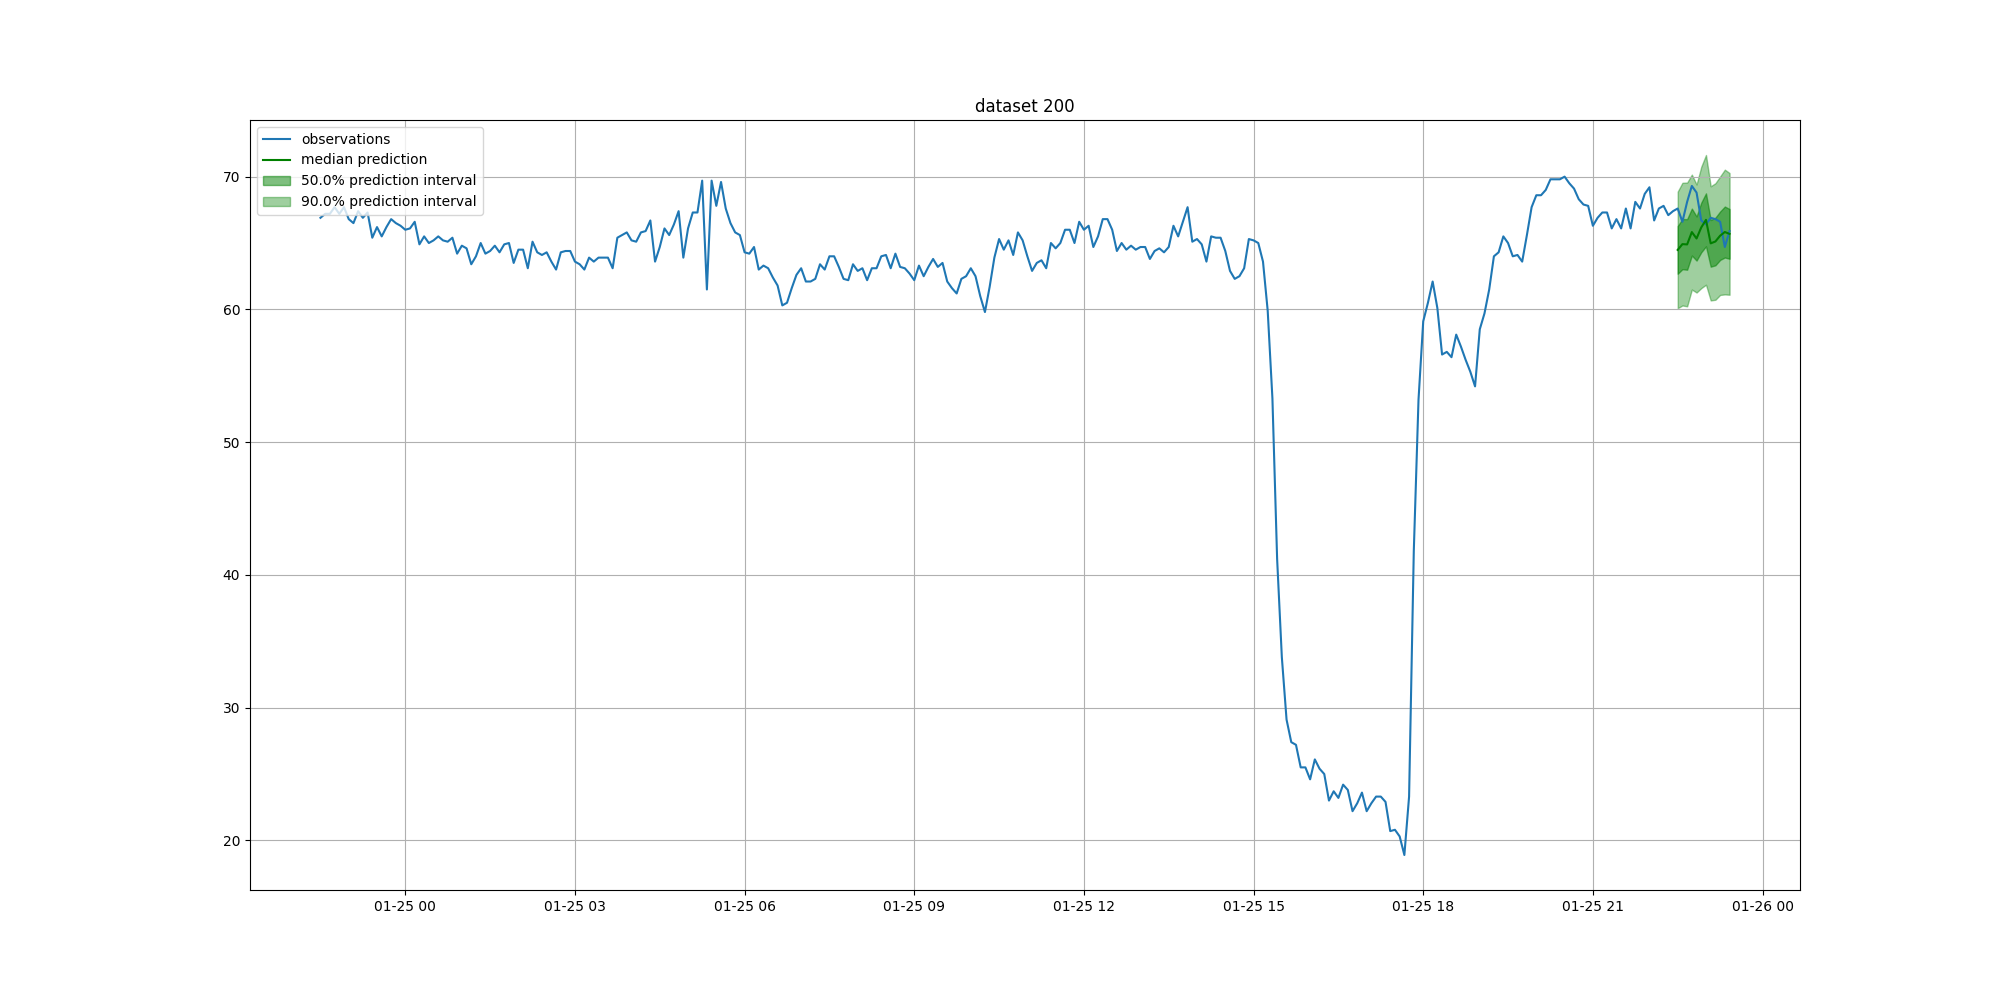 dataset 200
observations
median prediction
50.0% prediction interval
90.0% prediction interval
70
60
50
40
30
20
01-25 00 01-25 03 01-25 06 01-25 09 01-25 12 01-25 15 01-25 18 01-25 21 01-26 00